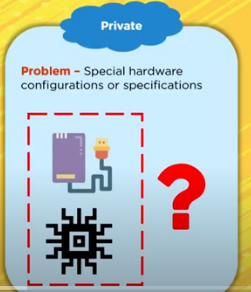 Private
Problem – Special hardware
configurations or specifications
?